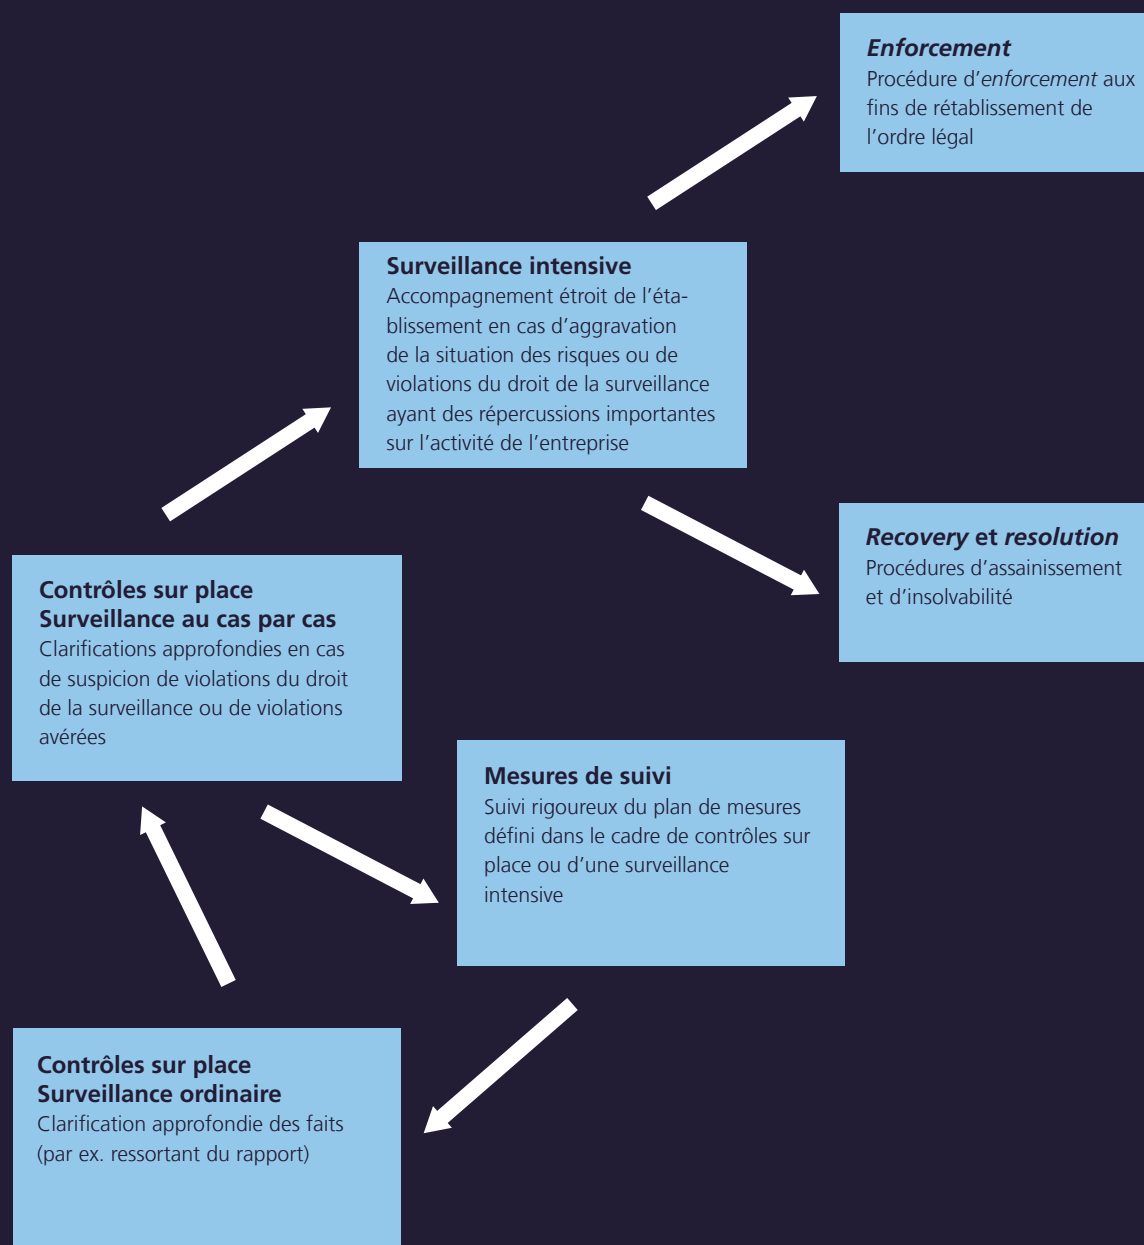 Enforcement
Procédure d’enforcement aux
fins de rétablissement de
l’ordre légal
Surveillance intensive
Accompagnement étroit de l’éta-
blissement en cas d’aggravation
de la situation des risques ou de
violations du droit de la surveillance
ayant des répercussions importantes
sur l’activité de l’entreprise
Recovery et resolution
Procédures d’assainissement
et d’insolvabilité
Contrôles sur place
Surveillance au cas par cas
Clarifications approfondies en cas
de suspicion de violations du droit
de la surveillance ou de violations
avérées
Mesures de suivi
Suivi rigoureux du plan de mesures
défini dans le cadre de contrôles sur
place ou d’une surveillance
intensive
Contrôles sur place
Surveillance ordinaire
Clarification approfondie des faits
(par ex. ressortant du rapport)